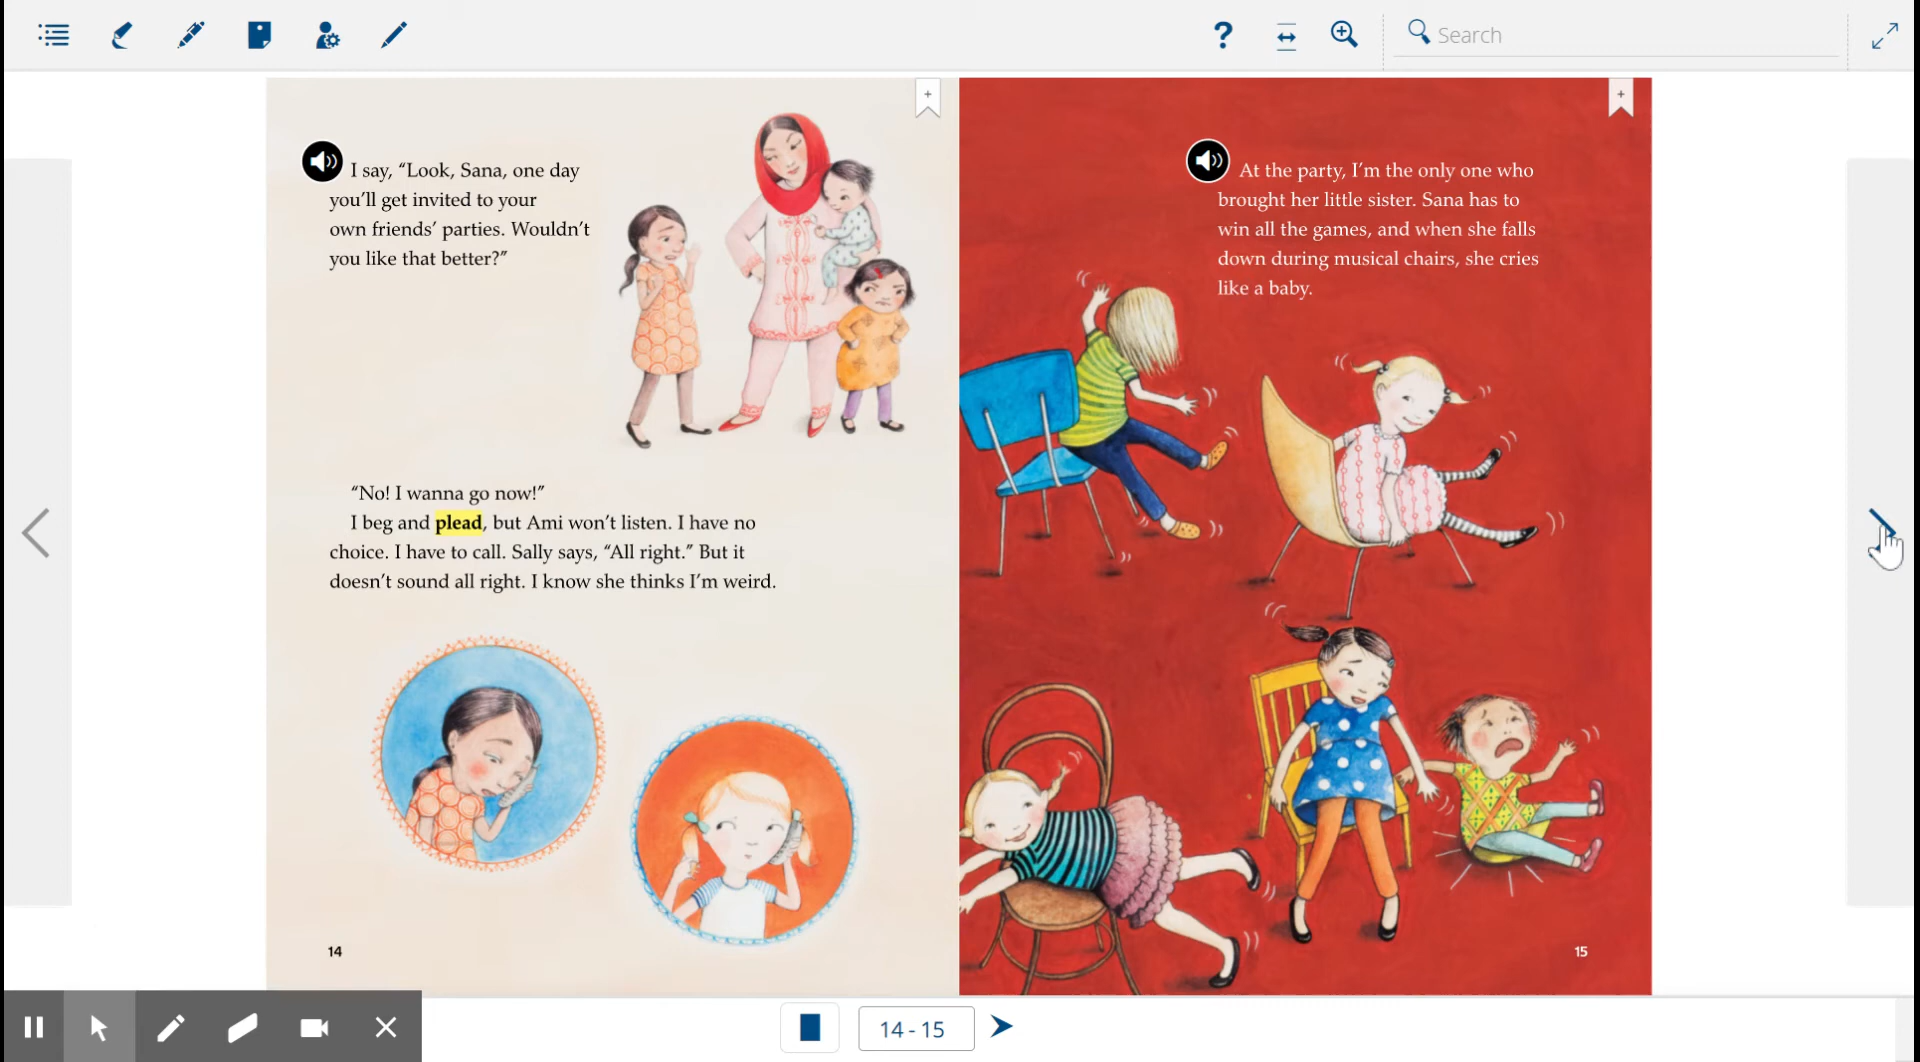 Search
I say, “Look, Sana, one day
you’ll get invited to your
own friends’ parties. Wouldn’t
you like that better?”
“No! I wanna go now!”
I beg and plead, but Ami won’t listen. I have no
choice. I have to call. Sally says, “All right.” But it
doesn’t sound all right. I know she thinks I’m weird.
14
At the party, I’m the only one who
brought her little sister. Sana has to
win all the games, and when she falls
down during musical chairs, she cries
like a baby.
15
14 - 15